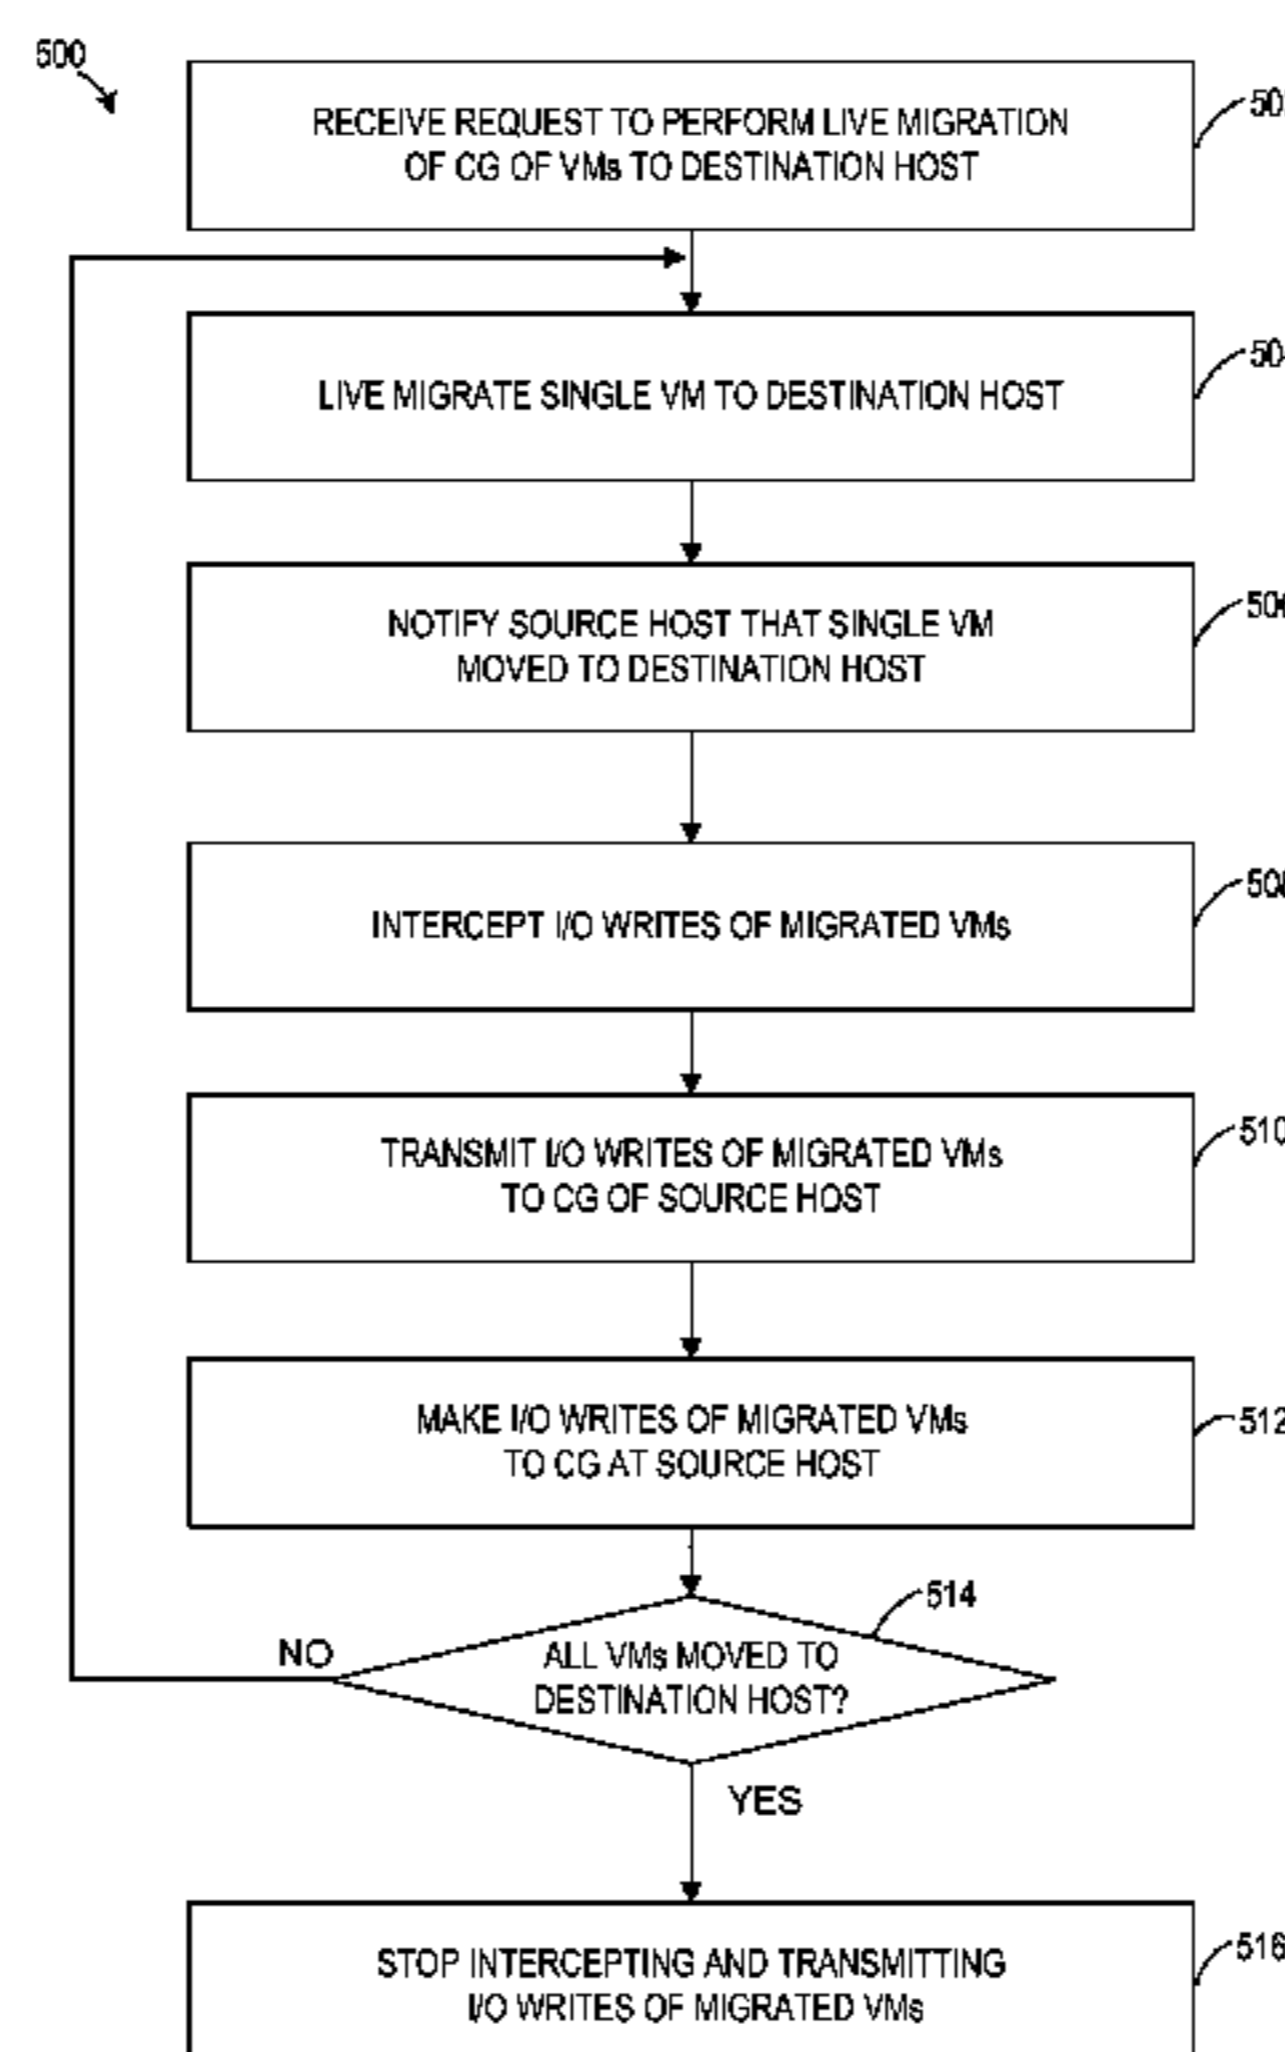 500
RECEIVE REQUEST TO PERFORM LIVE MIGRATION
OF CG OF VMs TO DESTINATION HOST
LIVE MIGRATE SINGLE VM TO DESTINATION HOST
NOTIFY SOURCE HOST THAT SINGLE VM
MOVED TO DESTINATION HOST
INTERCEPT I/O WRITES OF MIGRATED VMs
TRANSMIT I/O WRITES OF MIGRATED VMs
TO CG OF SOURCE HOST
510
MAKE I/O WRITES OF MIGRATED VMs
TO CG AT SOURCE HOST
512
514
NO
ALL VMs MOVED TO
DESTINATION HOST?
YES
STOP INTERCEPTING AND TRANSMITTING
I/O WRITES OF MIGRATED VMs
516